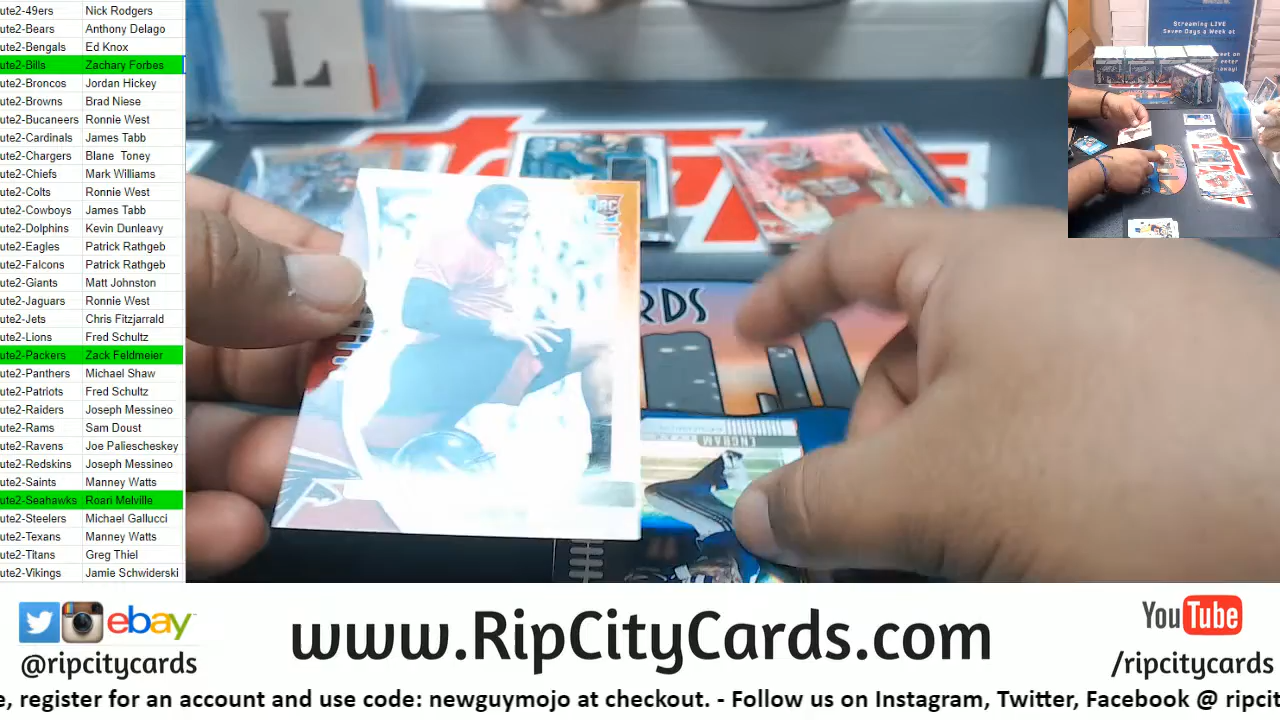 ute2-49ers Nick Rodgers
ute2-Bears Anthony Delago
ute2-Bengals Ed Knox
ute2-Bills Zachary Forbes
ute2-Broncos Jordan Hickey
ute2-Browns Brad Niese
ute2-Bucaneers Ronnie West
ute2-Cardinals James Tabb
ute2-Chargers Blane Toney
ute2-Chiefs Mark Williams
ute2-Colts Ronnie West
ute2-Cowboys James Tabb
ute2-Dolphins Kevin Dunleavy
ute2-Eagles Patrick Rathgeb
ute2-Falcons Patrick Rathgeb
ute2-Giants Matt Johnston
ute2-Jaguars Ronnie West
ute2-Jets Chris Fitzjarrald
ute2-Lions Fred Schultz
ute2-Packers Zack Feldmeier
ute2-Panthers Michael Shaw
ute2-Patriots Fred Schultz
ute2-Raiders Joseph Messineo
ute2-Rams Sam Doust
ute2-Ravens Joe Paliescheskey
ute2-Redskins Joseph Messineo
ute2-Saints Manney Watts
ute2-Seahawks Roari Melville
ute2-Steelers Michael Gallucci
ute2-Texans Manney Watts
ute2-Titans Greg Thiel
ute2-Vikings Jamie Schwiderski
L
RC
RDS
ENGRAM
Streaming LIVE
Seven Days a Week at
ebay
@ripcitycards
www.RipCityCards.com
YouTube
/ripcitycards
e, register for an account and use code: newguymojo at checkout. - Follow us on Instagram, Twitter, Facebook @ ripcit